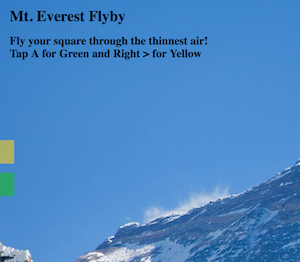 Mt. Everest Flyby
Fly your square through the thinnest air!
Tap A for Green and Right > for Yellow